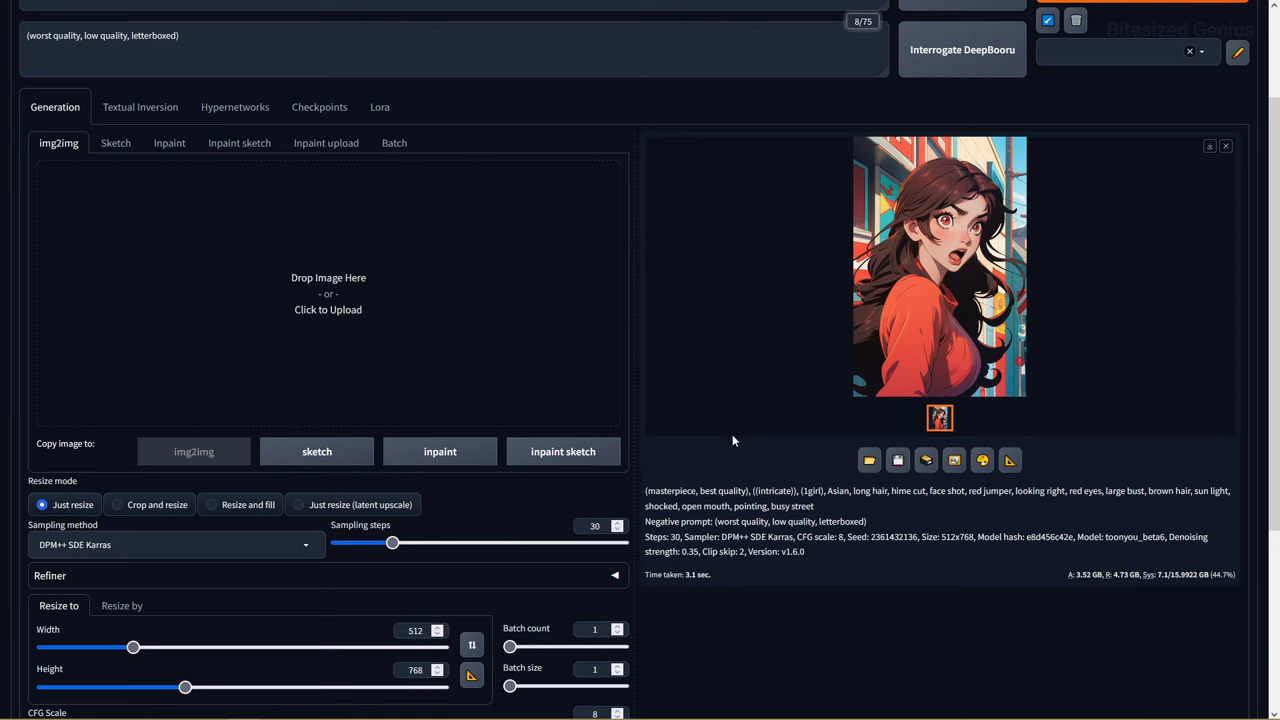 8/75
(worst quality, low quality, letterboxed)
Interrogate DeepBooru
Bitesized Genius
Generation
Textual Inversion
Hypernetworks
Checkpoints
Lora
img2img
Sketch
Inpaint
Inpaint sketch
Inpaint upload
Batch
Drop Image Here
- or -
Click to Upload
Copy image to:
img2img
sketch
inpaint
inpaint sketch
Resize mode
Just resize
Crop and resize
Resize and fill
Just resize (latent upscale)
Sampling method
DPM++ SDE Karras
Sampling steps
30
Refiner
Resize to
Resize by
Width
512
Height
768
Batch count
1
Batch size
1
CFG Scale
8
(masterpiece, best quality), ((intricate)), (1girl), Asian, long hair, hime cut, face shot, red jumper, looking right, red eyes, large bust, brown hair, sun light,
shocked, open mouth, pointing, busy street
Negative prompt: (worst quality, low quality, letterboxed)
Steps: 30, Sampler: DPM++ SDE Karras, CFG scale: 8, Seed: 2361432136, Size: 512x768, Model hash: e8d456c42e, Model: toonyou_beta6, Denoising
strength: 0.35, Clip skip: 2, Version: v1.6.0
Time taken: 3.1 sec.
A: 3.52 GB, R: 4.73 GB, Sys: 7.1/15.9922 GB (44.7%)